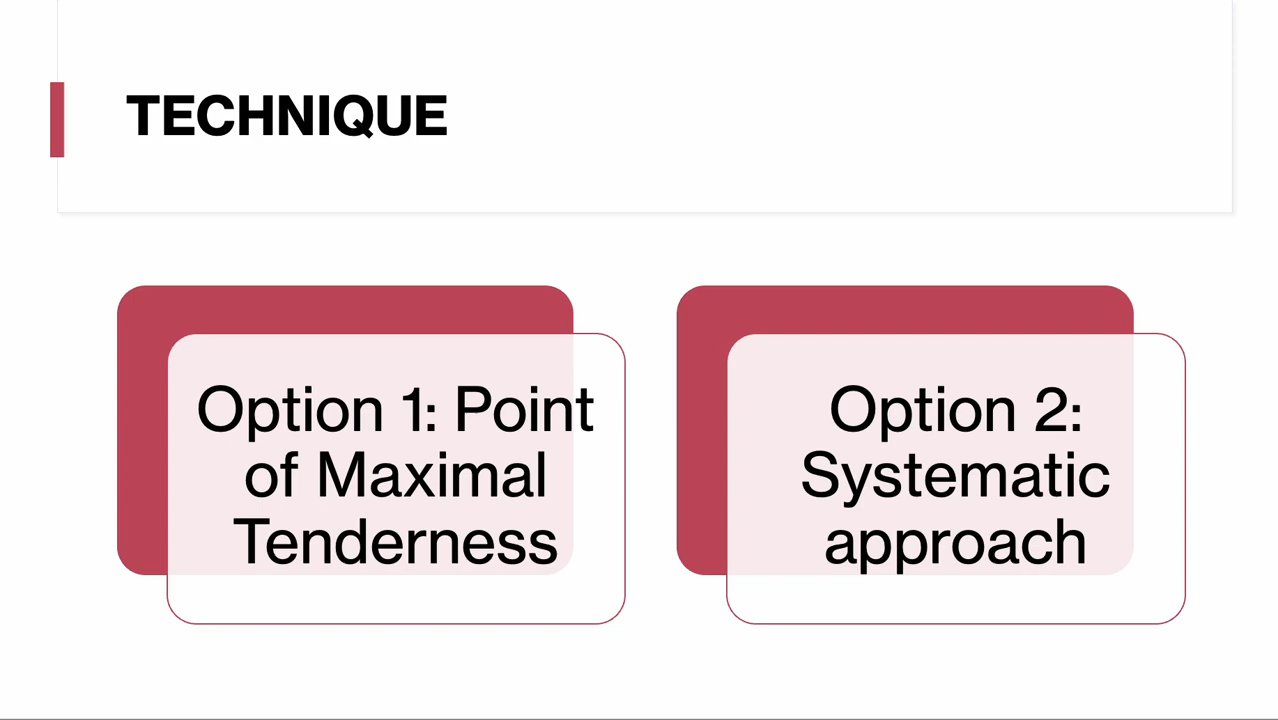 TECHNIQUE
Option 1: Point
of Maximal
Tenderness
Option 2:
Systematic
approach